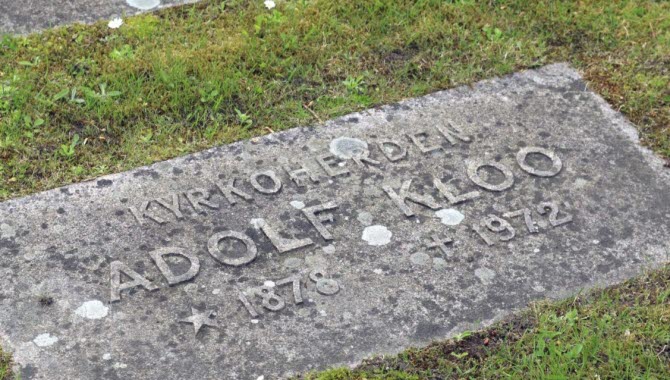 KYRKOHERDEN
ADOLF KLOO
★ 1878 ✝ 1972